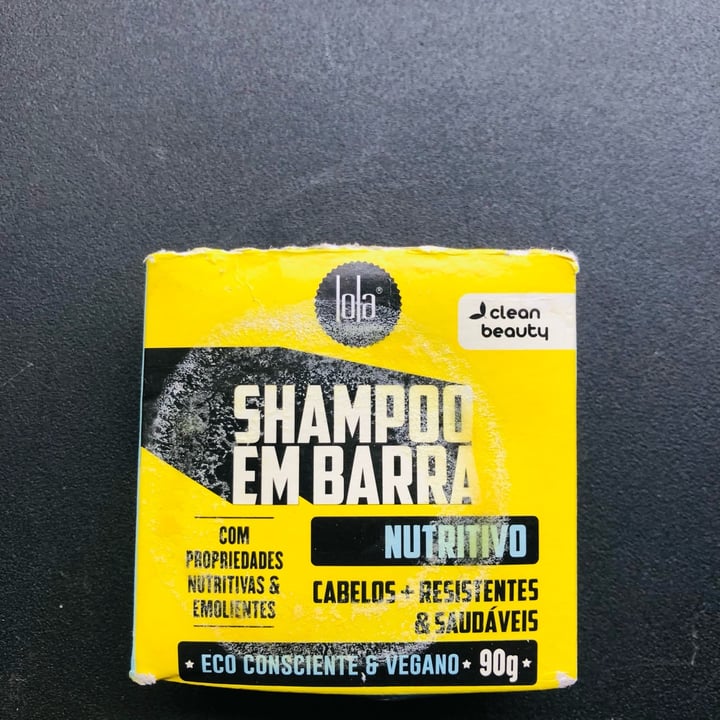 lola®
clean
beauty
SHAMPOO
EM BARRA
COM
PROPRIEDADES
NUTRITIVAS &
EMOLIENTES
NUTRITIVO
CABELOS + RESISTENTES
& SAUDÁVEIS
★ ECO CONSCIENTE & VEGANO ★ 90g ★